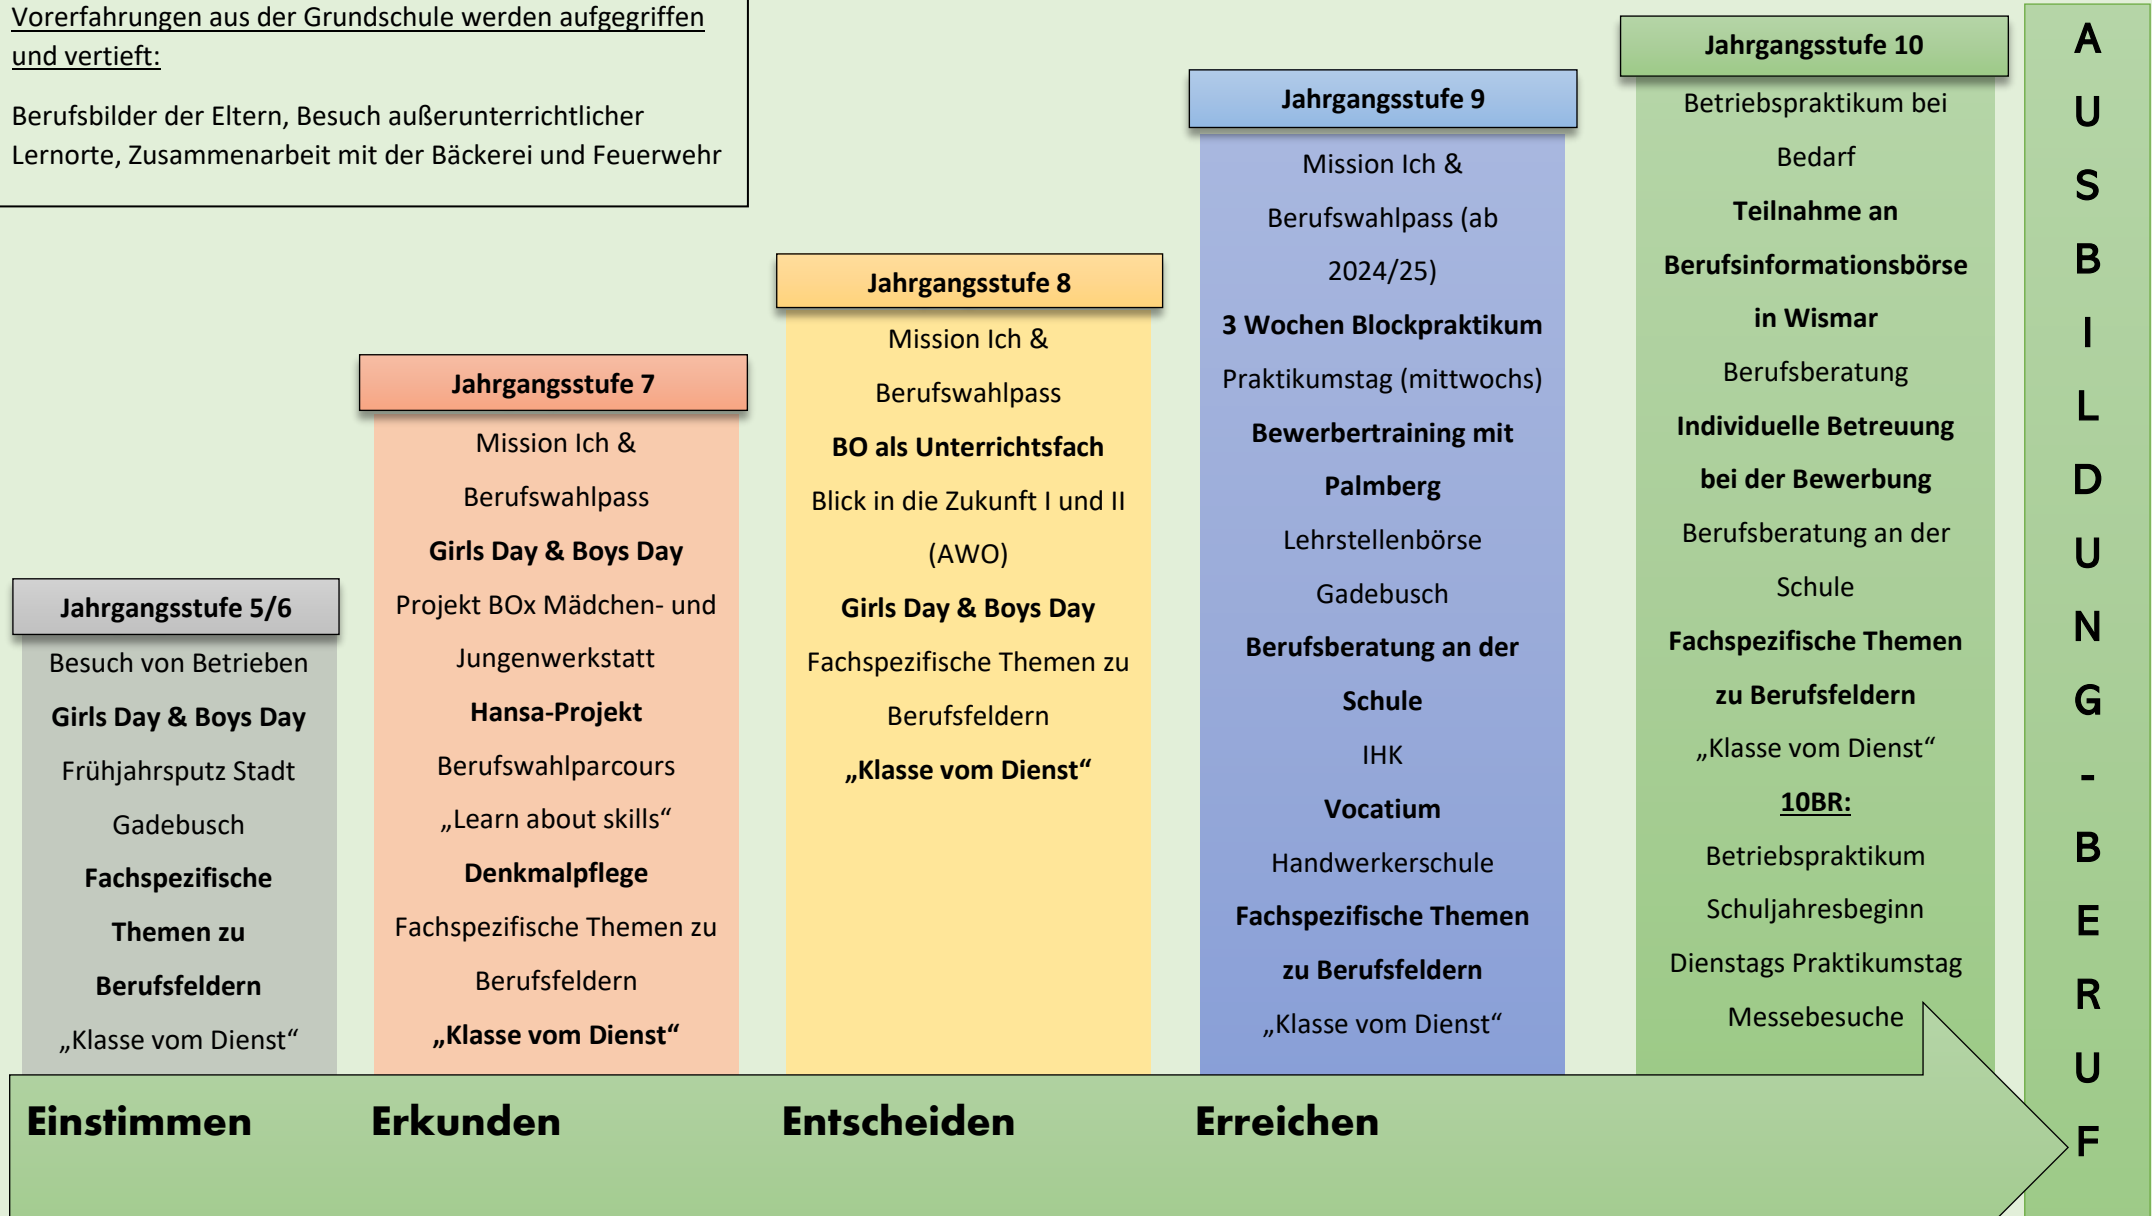 Vorerfahrungen aus der Grundschule werden aufgegriffen
und vertieft:
Berufsbilder der Eltern, Besuch außerunterrichtlicher
Lernorte, Zusammenarbeit mit der Bäckerei und Feuerwehr
Jahrgangsstufe 5/6
Besuch von Betrieben
Girls Day & Boys Day
Frühjahrsputz Stadt
Gadebusch
Fachspezifische
Themen zu
Berufsfeldern
„Klasse vom Dienst“
Jahrgangsstufe 7
Mission Ich &
Berufswahlpass
Girls Day & Boys Day
Projekt BOx Mädchen- und
Jungenwerkstatt
Hansa-Projekt
Berufswahlparcours
„Learn about skills“
Denkmalpflege
Fachspezifische Themen zu
Berufsfeldern
„Klasse vom Dienst“
Jahrgangsstufe 8
Mission Ich &
Berufswahlpass
BO als Unterrichtsfach
Blick in die Zukunft I und II
(AWO)
Girls Day & Boys Day
Fachspezifische Themen zu
Berufsfeldern
„Klasse vom Dienst“
Jahrgangsstufe 9
Mission Ich &
Berufswahlpass (ab
2024/25)
3 Wochen Blockpraktikum
Praktikumstag (mittwochs)
Bewerbertraining mit
Palmberg
Lehrstellenbörse
Gadebusch
Berufsberatung an der
Schule
IHK
Vocatium
Handwerkerschule
Fachspezifische Themen
zu Berufsfeldern
„Klasse vom Dienst“
Jahrgangsstufe 10
Betriebspraktikum bei
Bedarf
Teilnahme an
Berufsinformationsbörse
in Wismar
Berufsberatung
Individuelle Betreuung
bei der Bewerbung
Berufsberatung an der
Schule
Fachspezifische Themen
zu Berufsfeldern
„Klasse vom Dienst“
10BR:
Betriebspraktikum
Schuljahresbeginn
Dienstags Praktikumstag
Messebesuche
Einstimmen
Erkunden
Entscheiden
Erreichen
A
U
S
B
I
L
D
U
N
G
-
B
E
R
U
F